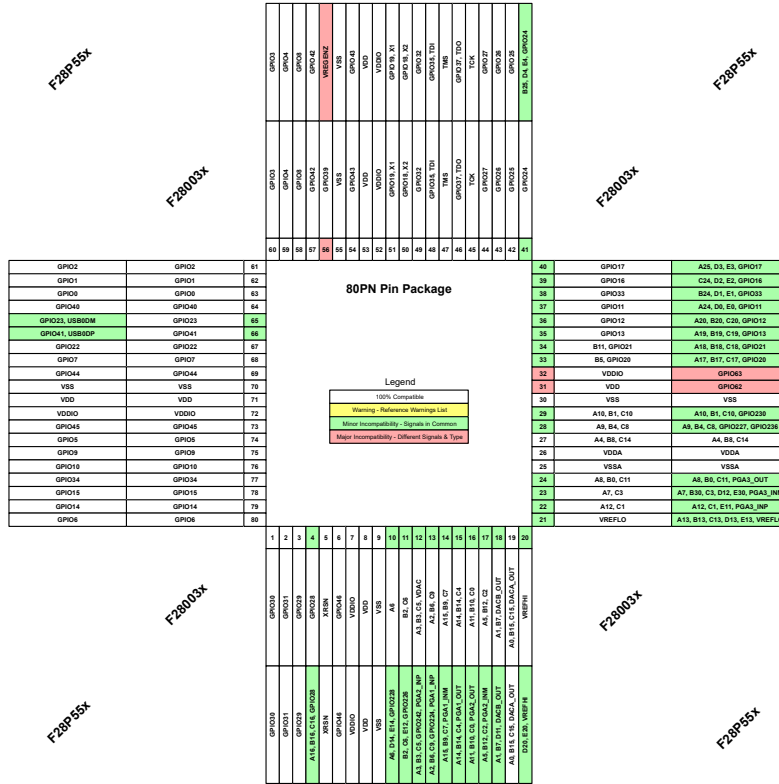 F28P55x
F28P55x
F28003x
F28003x
GPIO3
GPIO4
GPIO8
GPIO42
VREGENZ
VSS
GPIO43
VDD
VDDIO
GPIO19, X1
GPIO18, X2
GPIO32
GPIO35, TDI
TMS
GPIO37, TDO
TCK
GPIO27
GPIO26
GPIO25
B25, D4, E4, GPIO24
GPIO3
GPIO4
GPIO8
GPIO42
GPIO39
VSS
GPIO43
VDD
VDDIO
GPIO19, X1
GPIO18, X2
GPIO32
GPIO35, TDI
TMS
GPIO37, TDO
TCK
GPIO27
GPIO26
GPIO25
GPIO24
60 59 58 57 56 55 54 53 52 51 50 49 48 47 46 45 44 43 42 41
GPIO2 GPIO2 61
GPIO1 GPIO1 62
GPIO0 GPIO0 63
GPIO40 GPIO40 64
GPIO23, USB0DM GPIO23 65
GPIO41, USB0DP GPIO41 66
GPIO22 GPIO22 67
GPIO7 GPIO7 68
GPIO44 GPIO44 69
VSS VSS 70
VDD VDD 71
VDDIO VDDIO 72
GPIO45 GPIO45 73
GPIO5 GPIO5 74
GPIO9 GPIO9 75
GPIO10 GPIO10 76
GPIO34 GPIO34 77
GPIO15 GPIO15 78
GPIO14 GPIO14 79
GPIO6 GPIO6 80
80PN Pin Package
Legend
100% Compatible
Warning - Reference Warnings List
Minor Incompatibility - Signals in Common
Major Incompatibility - Different Signals & Type
40 GPIO17 A25, D3, E3, GPIO17
39 GPIO16 C24, D2, E2, GPIO16
38 GPIO33 B24, D1, E1, GPIO33
37 GPIO11 A24, D0, E0, GPIO11
36 GPIO12 A20, B20, C20, GPIO12
35 GPIO13 A19, B19, C19, GPIO13
34 B11, GPIO21 A18, B18, C18, GPIO21
33 B5, GPIO20 A17, B17, C17, GPIO20
32 VDDIO GPIO63
31 VDD GPIO62
30 VSS VSS
29 A10, B1, C10 A10, B1, C10, GPIO230
28 A9, B4, C8 A9, B4, C8, GPIO227, GPIO236
27 A4, B8, C14 A4, B8, C14
26 VDDA VDDA
25 VSSA VSSA
24 A8, B0, C11 A8, B0, C11, PGA3_OUT
23 A7, C3 A7, B30, C3, D12, E30, PGA3_INM
22 A12, C1 A12, C1, E11, PGA3_INP
21 VREFLO A13, B13, C13, D13, E13, VREFLO
1 2 3 4 5 6 7 8 9 10 11 12 13 14 15 16 17 18 19 20
GPIO30
GPIO31
GPIO29
GPIO28
XRSN
GPIO46
VDDIO
VDD
VSS
A6
B2, C6
A3, B3, C5, VDAC
A2, B6, C9
A15, B9, C7
A14, B14, C4
A11, B10, C0
A5, B12, C2
A1, B7, DACB_OUT
A0, B15, C15, DACA_OUT
VREFHI
GPIO30
GPIO31
GPIO29
A16, B16, C16, GPIO28
XRSN
GPIO46
VDDIO
VDD
VSS
A6, D14, E14, GPIO228
B2, C6, E12, GPIO226
A3, B3, C5, GPIO242, PGA2_INP
A2, B6, C9, GPIO224, PGA1_INP
A15, B9, C7, PGA1_INM
A14, B14, C4, PGA1_OUT
A11, B10, C0, PGA2_OUT
A5, B12, C2, PGA2_INM
A1, B7, D11, DACB_OUT
A0, B15, C15, DACA_OUT
D20, E20, VREFHI
F28003x
F28003x
F28P55x
F28P55x